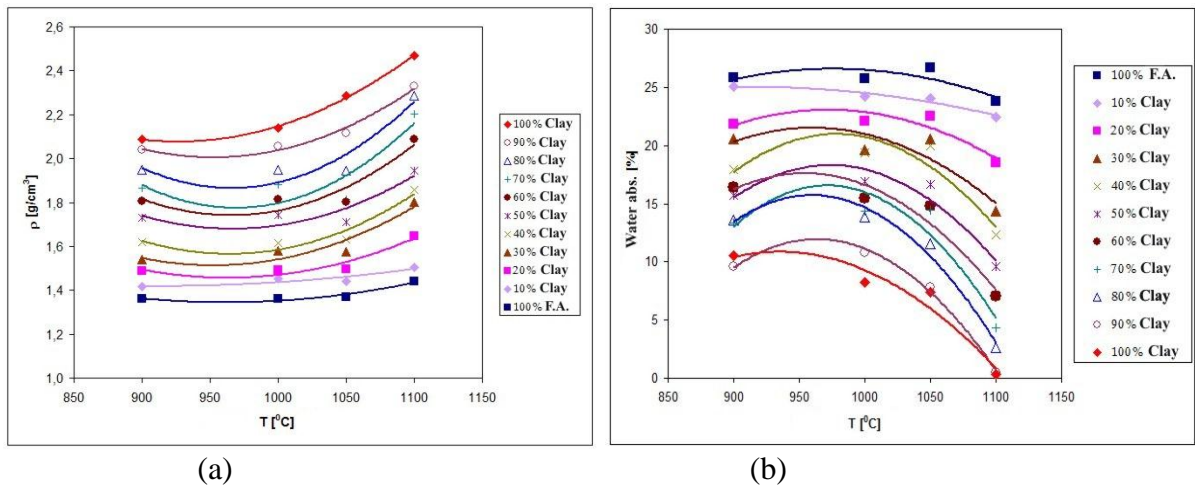 2,6
2,4
2,2
2,0
1,8
1,6
1,4
1,2
1,0
ρ [g/cm³]
850 900 950 1000 1050 1100 1150
T [⁰C]
100% Clay
90% Clay
80% Clay
70% Clay
60% Clay
50% Clay
40% Clay
30% Clay
20% Clay
10% Clay
100% F.A.
(a)
30
25
20
15
10
5
0
Water abs. [%]
850 900 950 1000 1050 1100 1150
T [⁰C]
100% F.A.
10% Clay
20% Clay
30% Clay
40% Clay
50% Clay
60% Clay
70% Clay
80% Clay
90% Clay
100% Clay
(b)